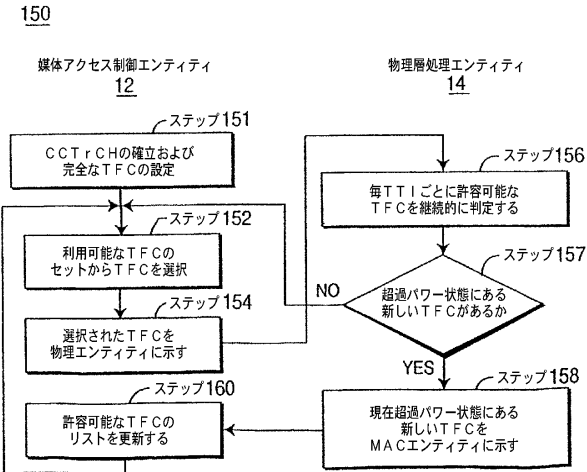 150
媒体アクセス制御エンティティ
12
物理層処理エンティティ
14
ステップ151
CCTrCHの確立および
完全なTFCの設定
ステップ152
利用可能なTFCの
セットからTFCを選択
ステップ154
選択されたTFCを
物理エンティティに示す
ステップ156
毎TTIごとに許容可能な
TFCを継続的に判定する
ステップ157
超過パワー状態にある
新しいTFCがあるか
NO
YES
ステップ158
現在超過パワー状態にある
新しいTFCを
MACエンティティに示す
ステップ160
許容可能なTFCの
リストを更新する